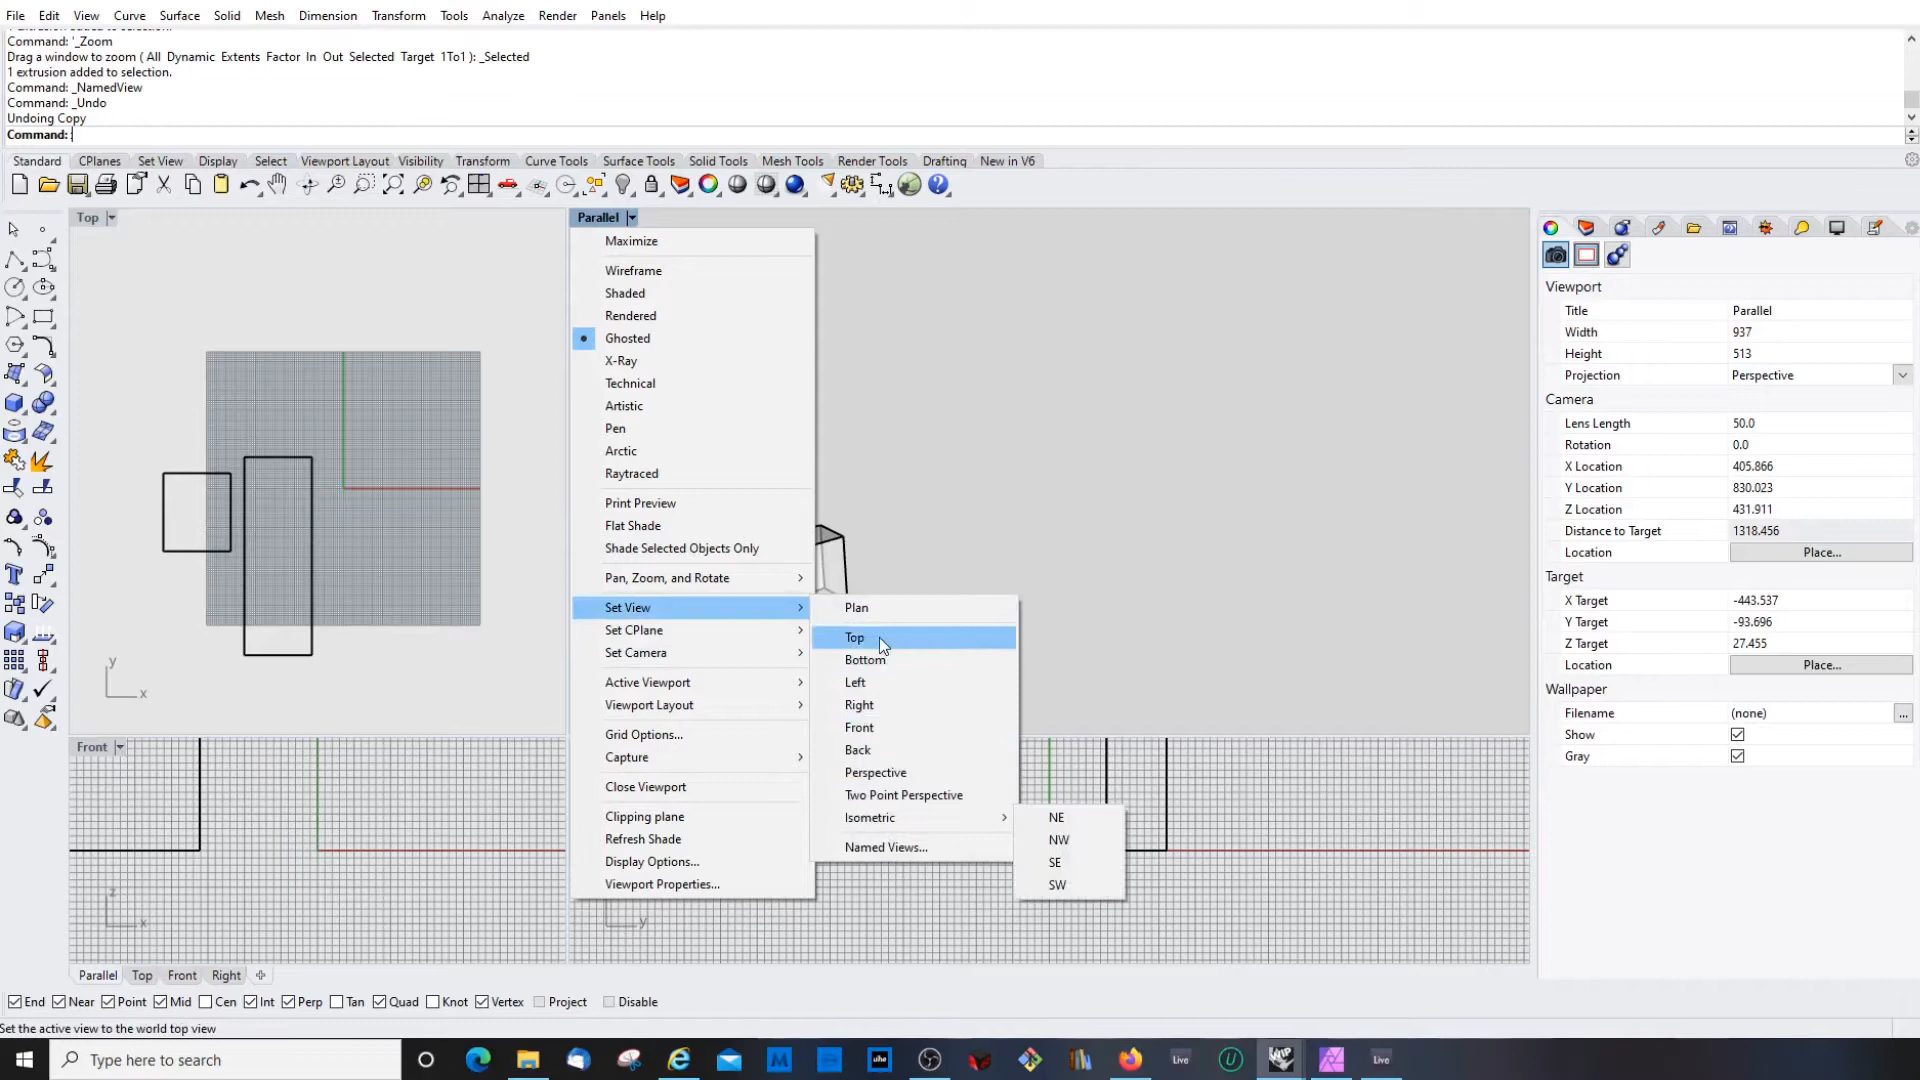 File Edit View Curve Surface Solid Mesh Dimension Transform Tools Analyze Render Panels Help
Command: '_Zoom
Drag a window to zoom ( All Dynamic Extents Factor In Out Selected Target 1To1 ): _Selected
1 extrusion added to selection.
Command: _NamedView
Command: _Undo
Undoing Copy
Command:
Standard CPlanes Set View Display Select Viewport Layout Visibility Transform Curve Tools Surface Tools Solid Tools Mesh Tools Render Tools Drafting New in V6
Top
Parallel
Maximize
Wireframe
Shaded
Rendered
Ghosted
X-Ray
Technical
Artistic
Pen
Arctic
Raytraced
Print Preview
Flat Shade
Shade Selected Objects Only
Pan, Zoom, and Rotate
Set View
Set CPlane
Set Camera
Active Viewport
Viewport Layout
Grid Options...
Capture
Close Viewport
Clipping plane
Refresh Shade
Display Options...
Viewport Properties...
Plan
Top
Bottom
Left
Right
Front
Back
Perspective
Two Point Perspective
Isometric
Named Views...
NE
NW
SE
SW
Viewport
Title Parallel
Width 937
Height 513
Projection Perspective
Camera
Lens Length 50.0
Rotation 0.0
X Location 405.866
Y Location 830.023
Z Location 431.911
Distance to Target 1318.456
Location Place...
Target
X Target -443.537
Y Target -93.696
Z Target 27.455
Location Place...
Wallpaper
Filename (none) ...
Show
Gray
y
x
Front
z
x
y
Parallel Top Front Right
End Near Point Mid Cen Int Perp Tan Quad Knot Vertex Project Disable
Set the active view to the world top view
Type here to search
uhe
Live
Live